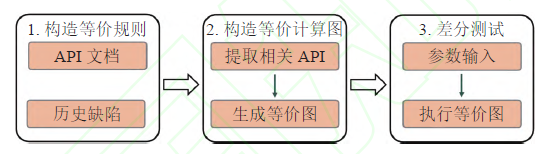 1. 构造等价规则
API 文档
历史缺陷
2. 构造等价计算图
提取相关 API
生成等价图
3. 差分测试
参数输入
执行等价图